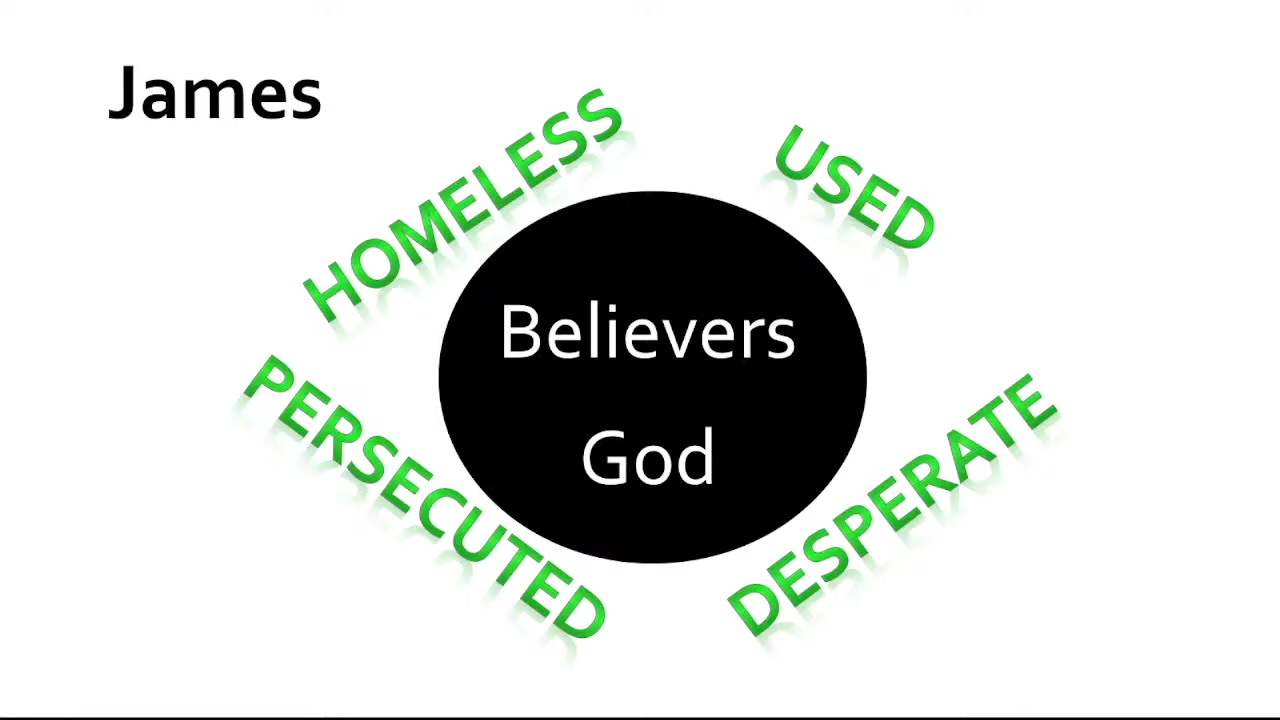 James
HOMELESS
USED
Believers
God
PERSECUTED
DESPERATE